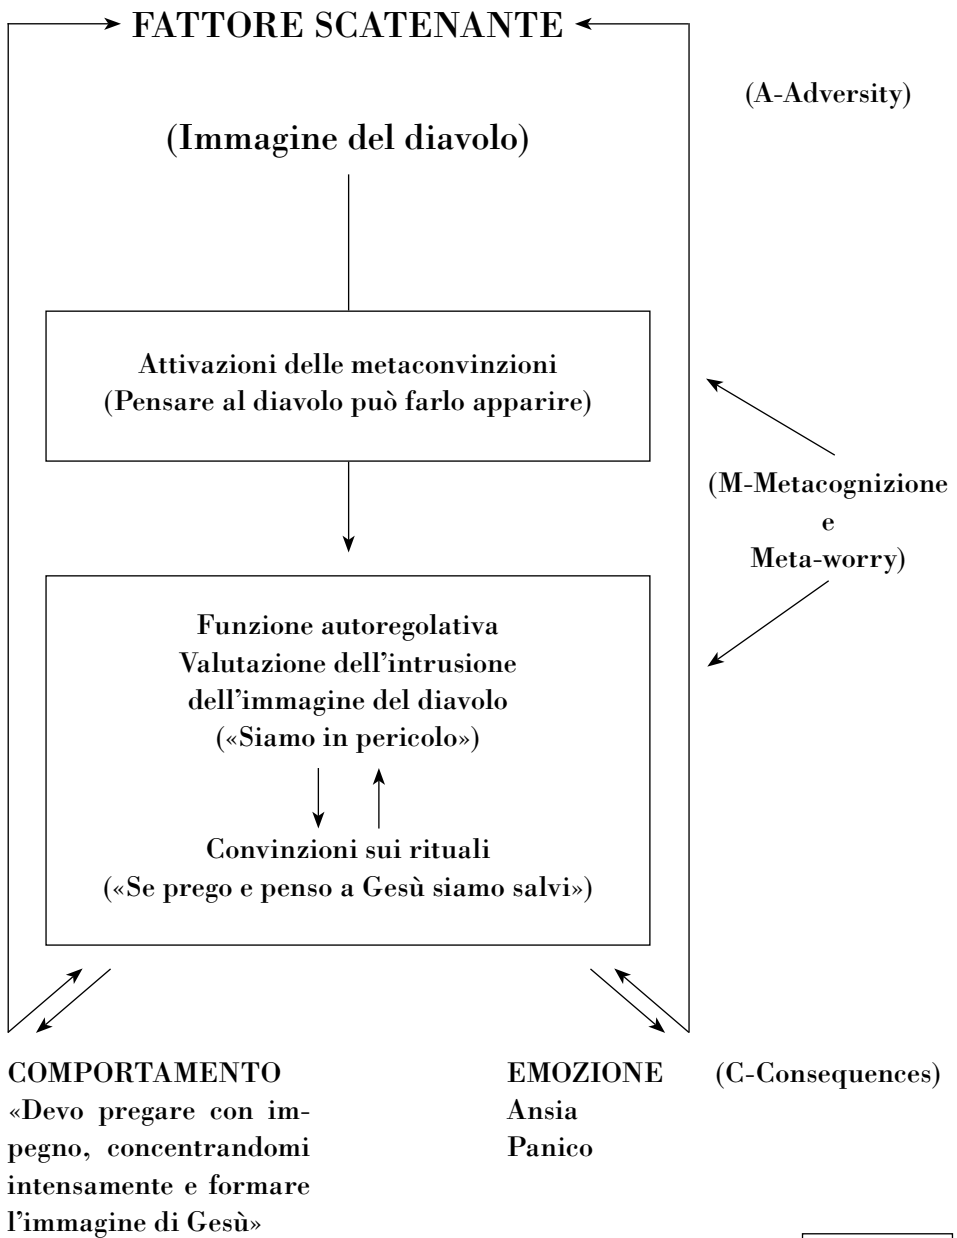 FATTORE SCATENANTE
(A-Adversity)
(Immagine del diavolo)
Attivazioni delle metaconvinzioni
(Pensare al diavolo può farlo apparire)
(M-Metacognizione
e
Meta-worry)
Funzione autoregolativa
Valutazione dell'intrusione
dell'immagine del diavolo
(«Siamo in pericolo»)
Convinzioni sui rituali
(«Se prego e penso a Gesù siamo salvi»)
COMPORTAMENTO
«Devo pregare con im-
pegno, concentrandomi
intensamente e formare
l'immagine di Gesù»
EMOZIONE
Ansia
Panico
(C-Consequences)